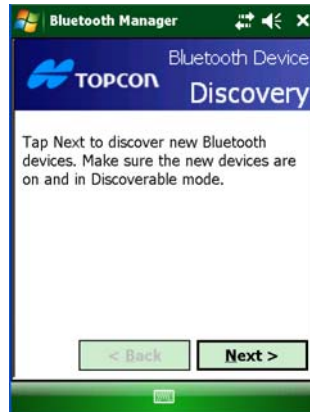 Bluetooth Manager
Bluetooth Device
TOPCON
Discovery
Tap Next to discover new Bluetooth
devices. Make sure the new devices are
on and in Discoverable mode.
< Back Next >